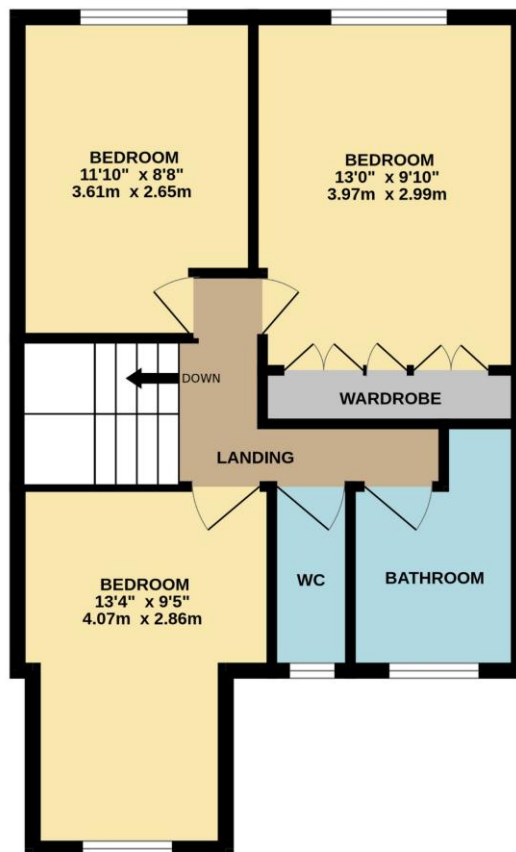 BEDROOM
11'10" x 8'8"
3.61m x 2.65m
BEDROOM
13'0" x 9'10"
3.97m x 2.99m
DOWN
WARDROBE
LANDING
BEDROOM
13'4" x 9'5"
4.07m x 2.86m
WC
BATHROOM